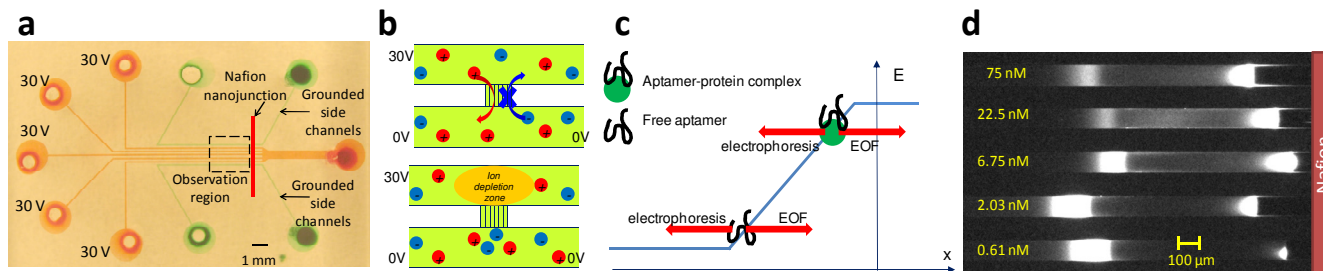 a
30 V
30 V
30 V
30 V
30 V
30 V
30 V
Nafion
nanojunction
Grounded
side
channels
Observation
region
Grounded
side
channels
1 mm
b
30V
0V
0V
30V
Ion
depletion
zone
0V
0V
c
Aptamer-protein complex
Free aptamer
E
electrophoresis
EOF
electrophoresis
EOF
x
d
75 nM
22.5 nM
6.75 nM
2.03 nM
0.61 nM
100 µm
Nafion